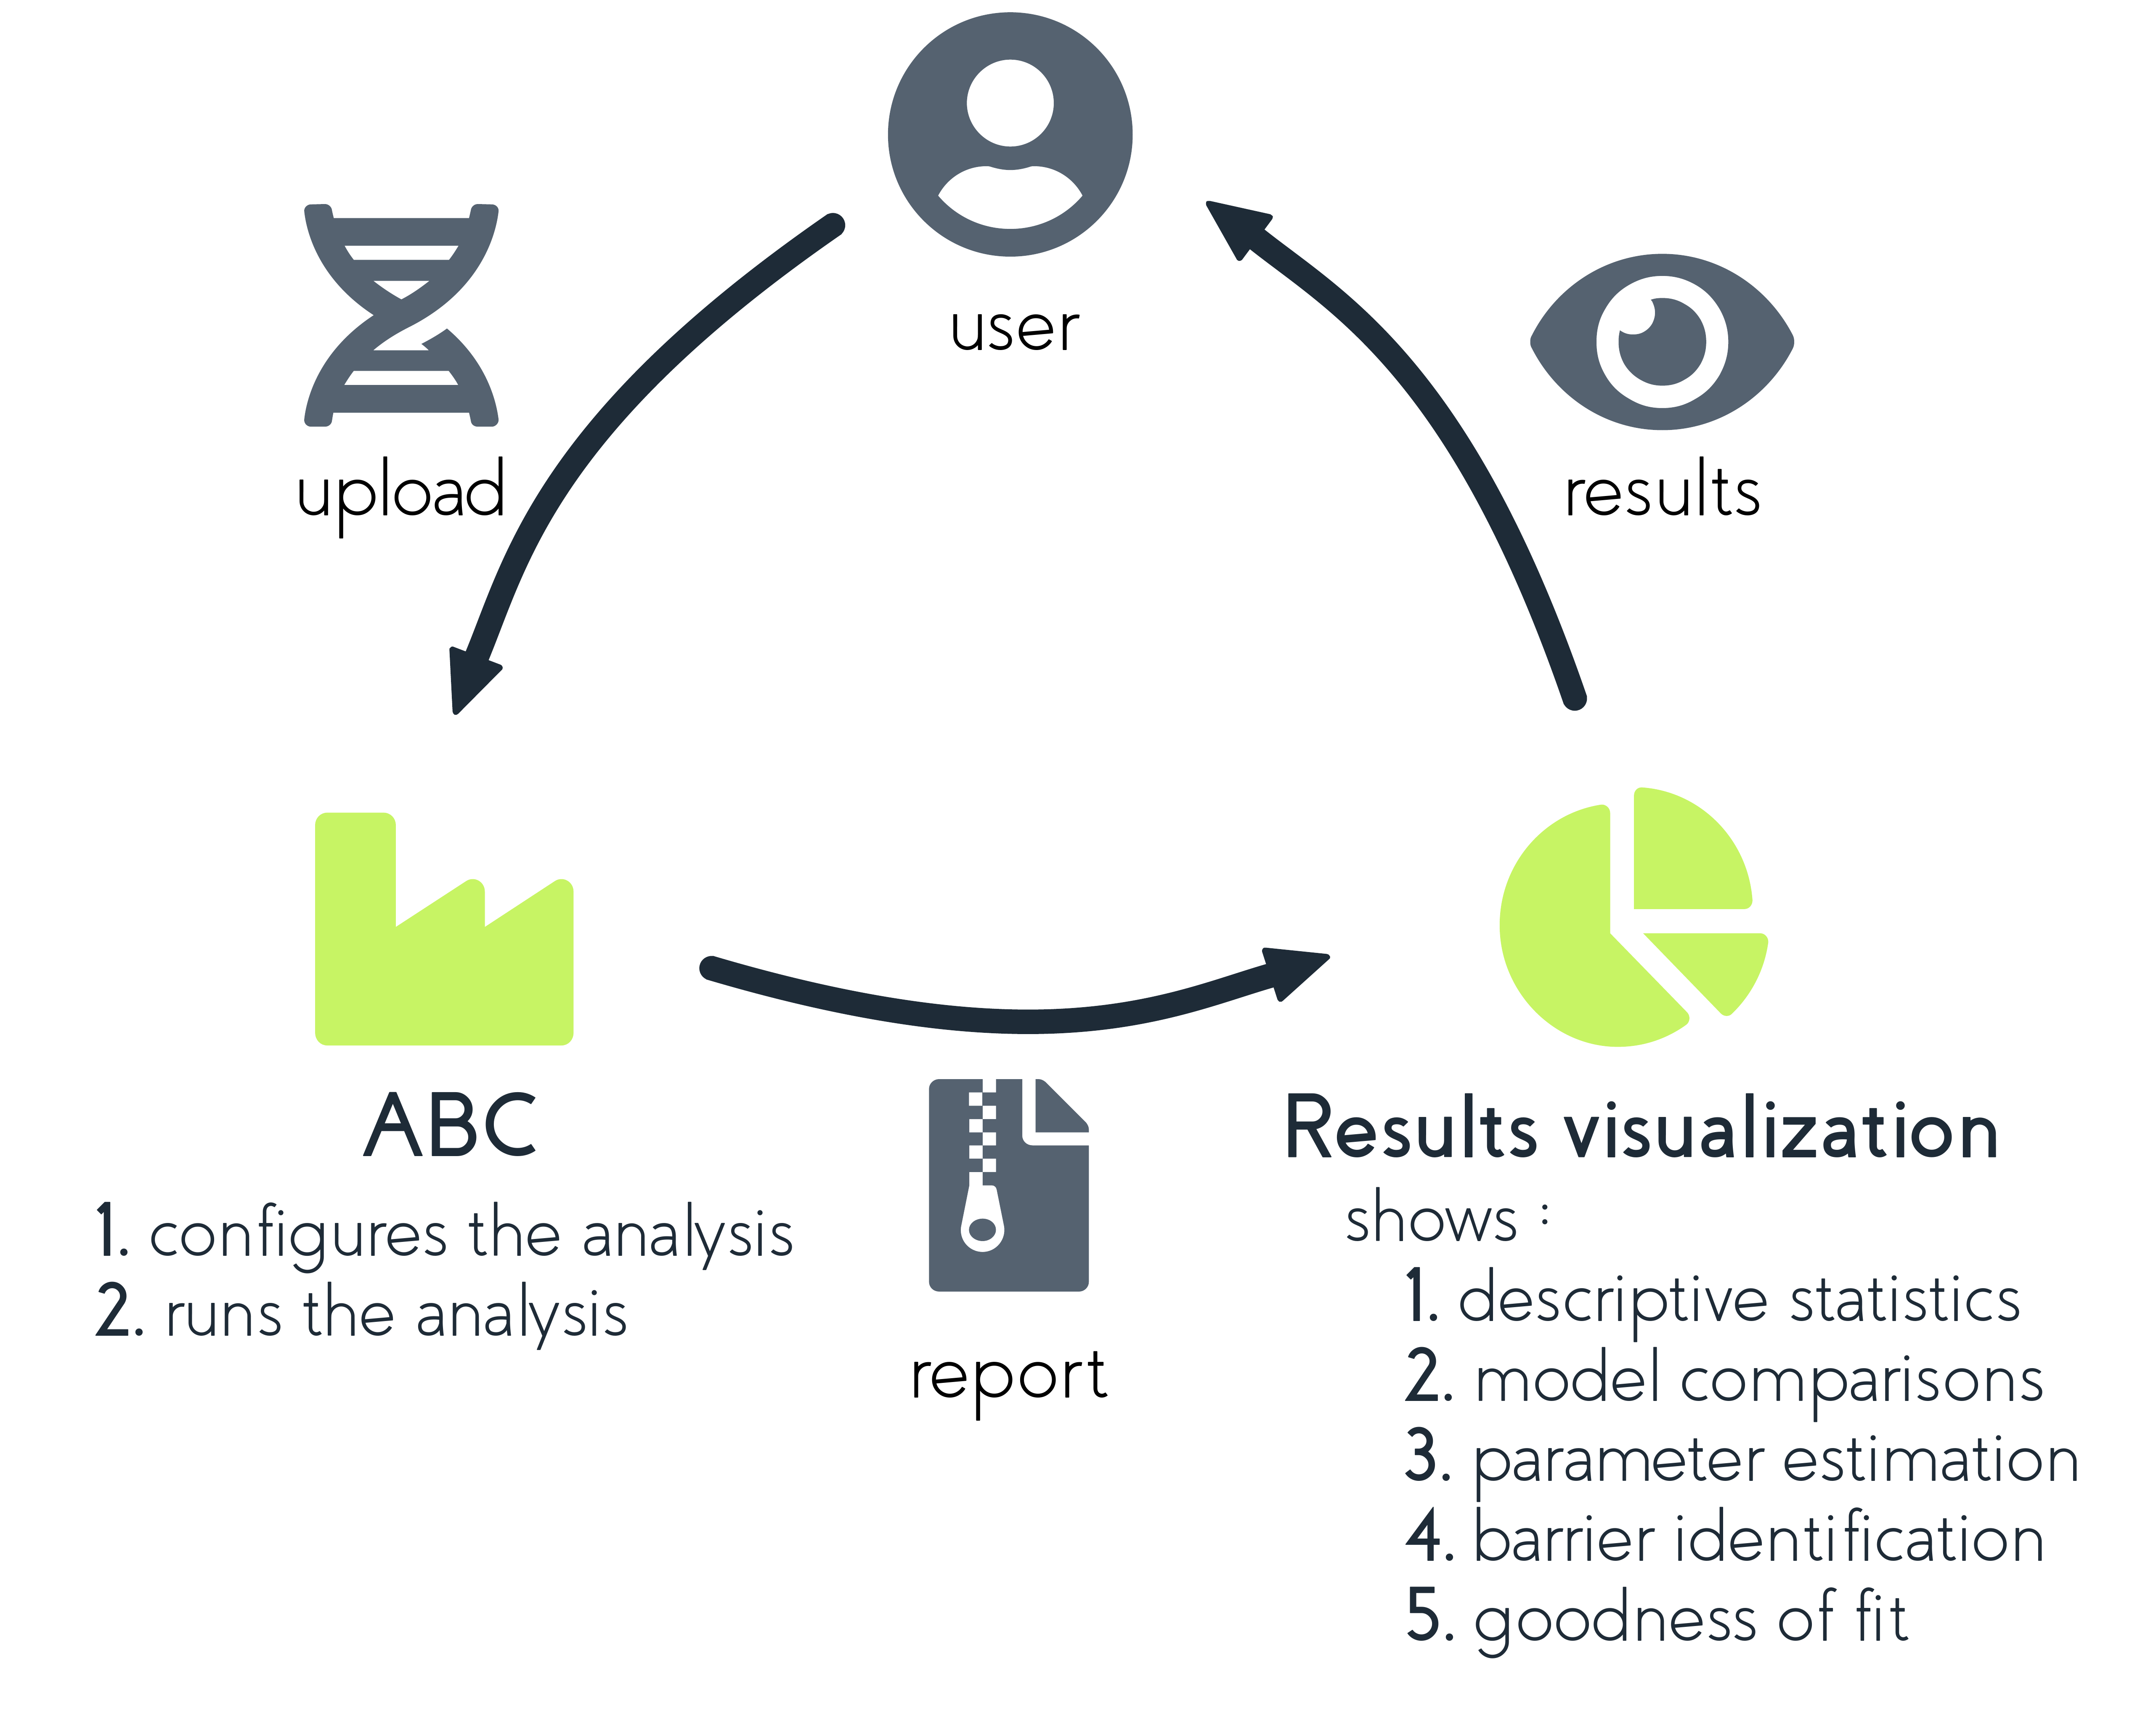 user
upload
results
ABC
1. configures the analysis
2. runs the analysis
report
Results visualization
shows :
1. descriptive statistics
2. model comparisons
3. parameter estimation
4. barrier identification
5. goodness of fit